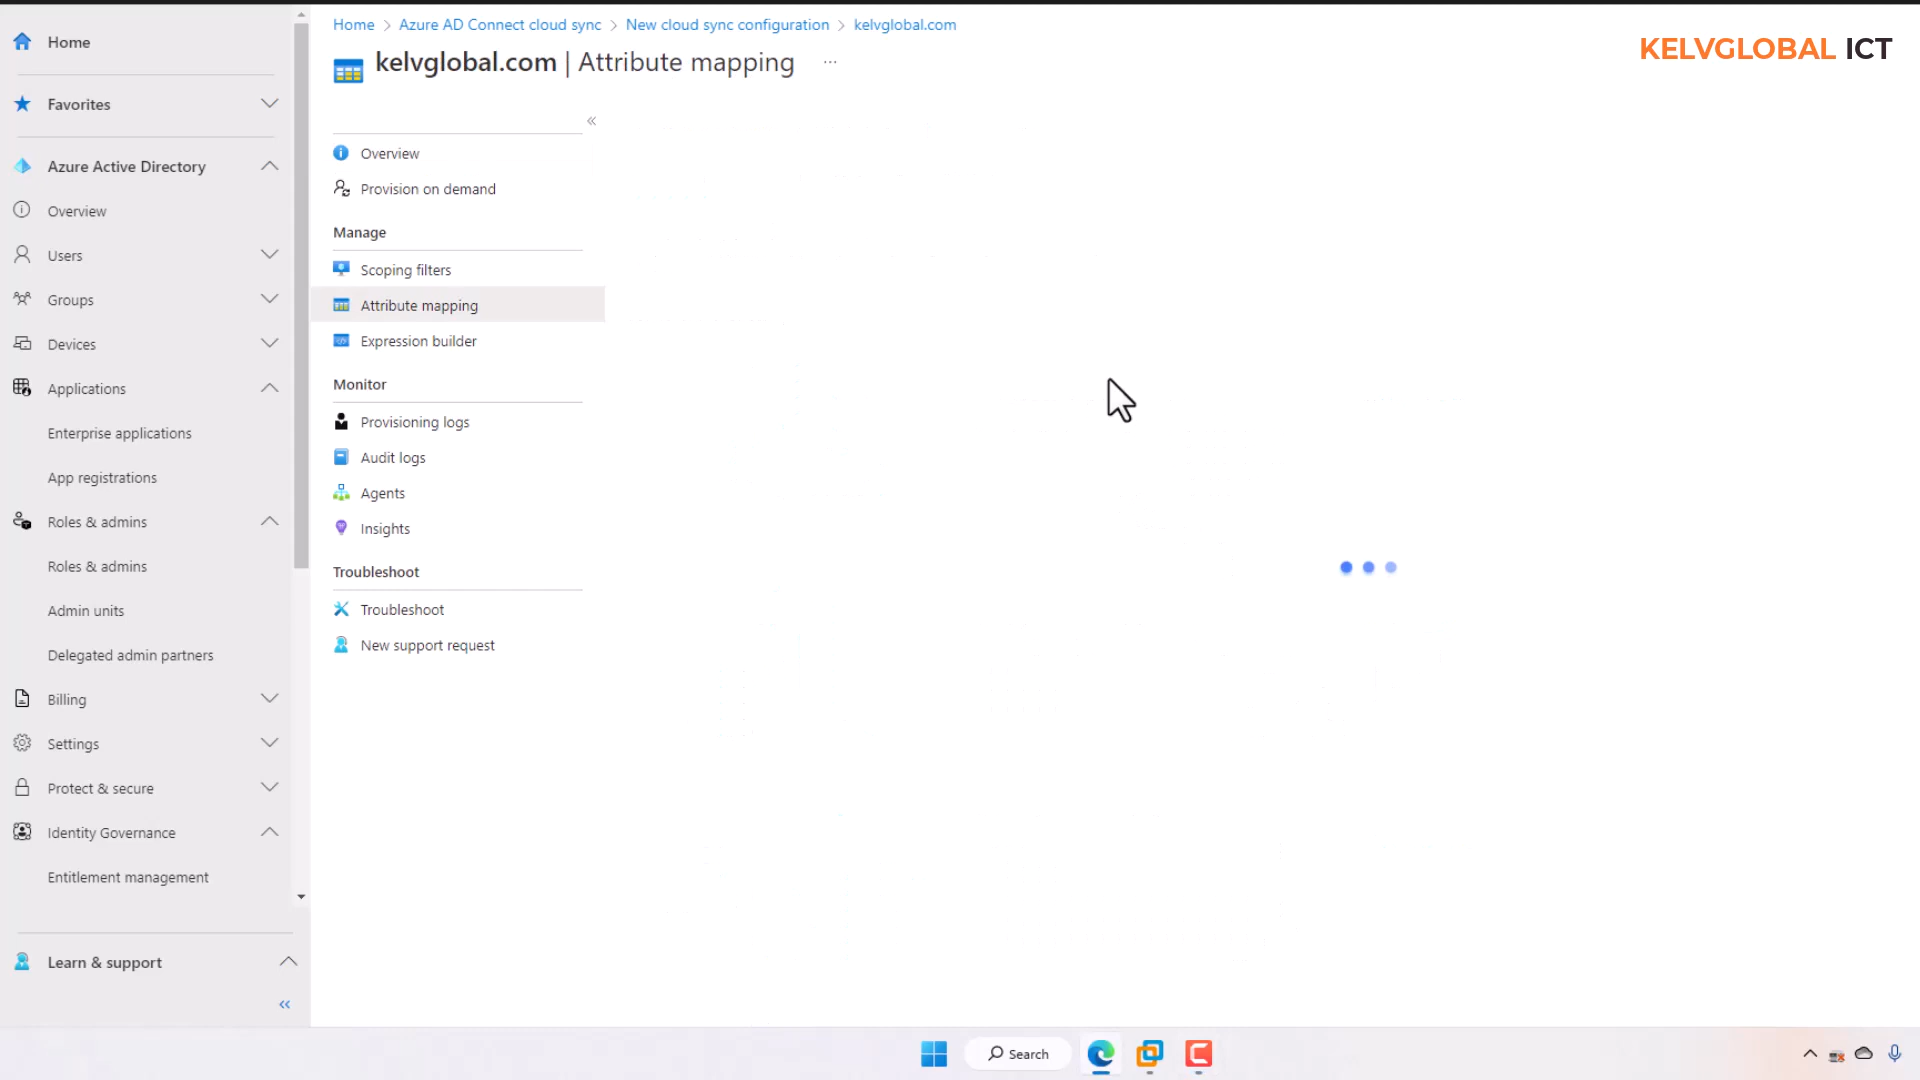 Home
Favorites
Azure Active Directory
Overview
Users
Groups
Devices
Applications
Enterprise applications
App registrations
Roles & admins
Roles & admins
Admin units
Delegated admin partners
Billing
Settings
Protect & secure
Identity Governance
Entitlement management
Learn & support
Home > Azure AD Connect cloud sync > New cloud sync configuration > kelvglobal.com
kelvglobal.com | Attribute mapping ...
KELVGLOBAL ICT
Overview
Provision on demand
Manage
Scoping filters
Attribute mapping
Expression builder
Monitor
Provisioning logs
Audit logs
Agents
Insights
Troubleshoot
Troubleshoot
New support request
Search